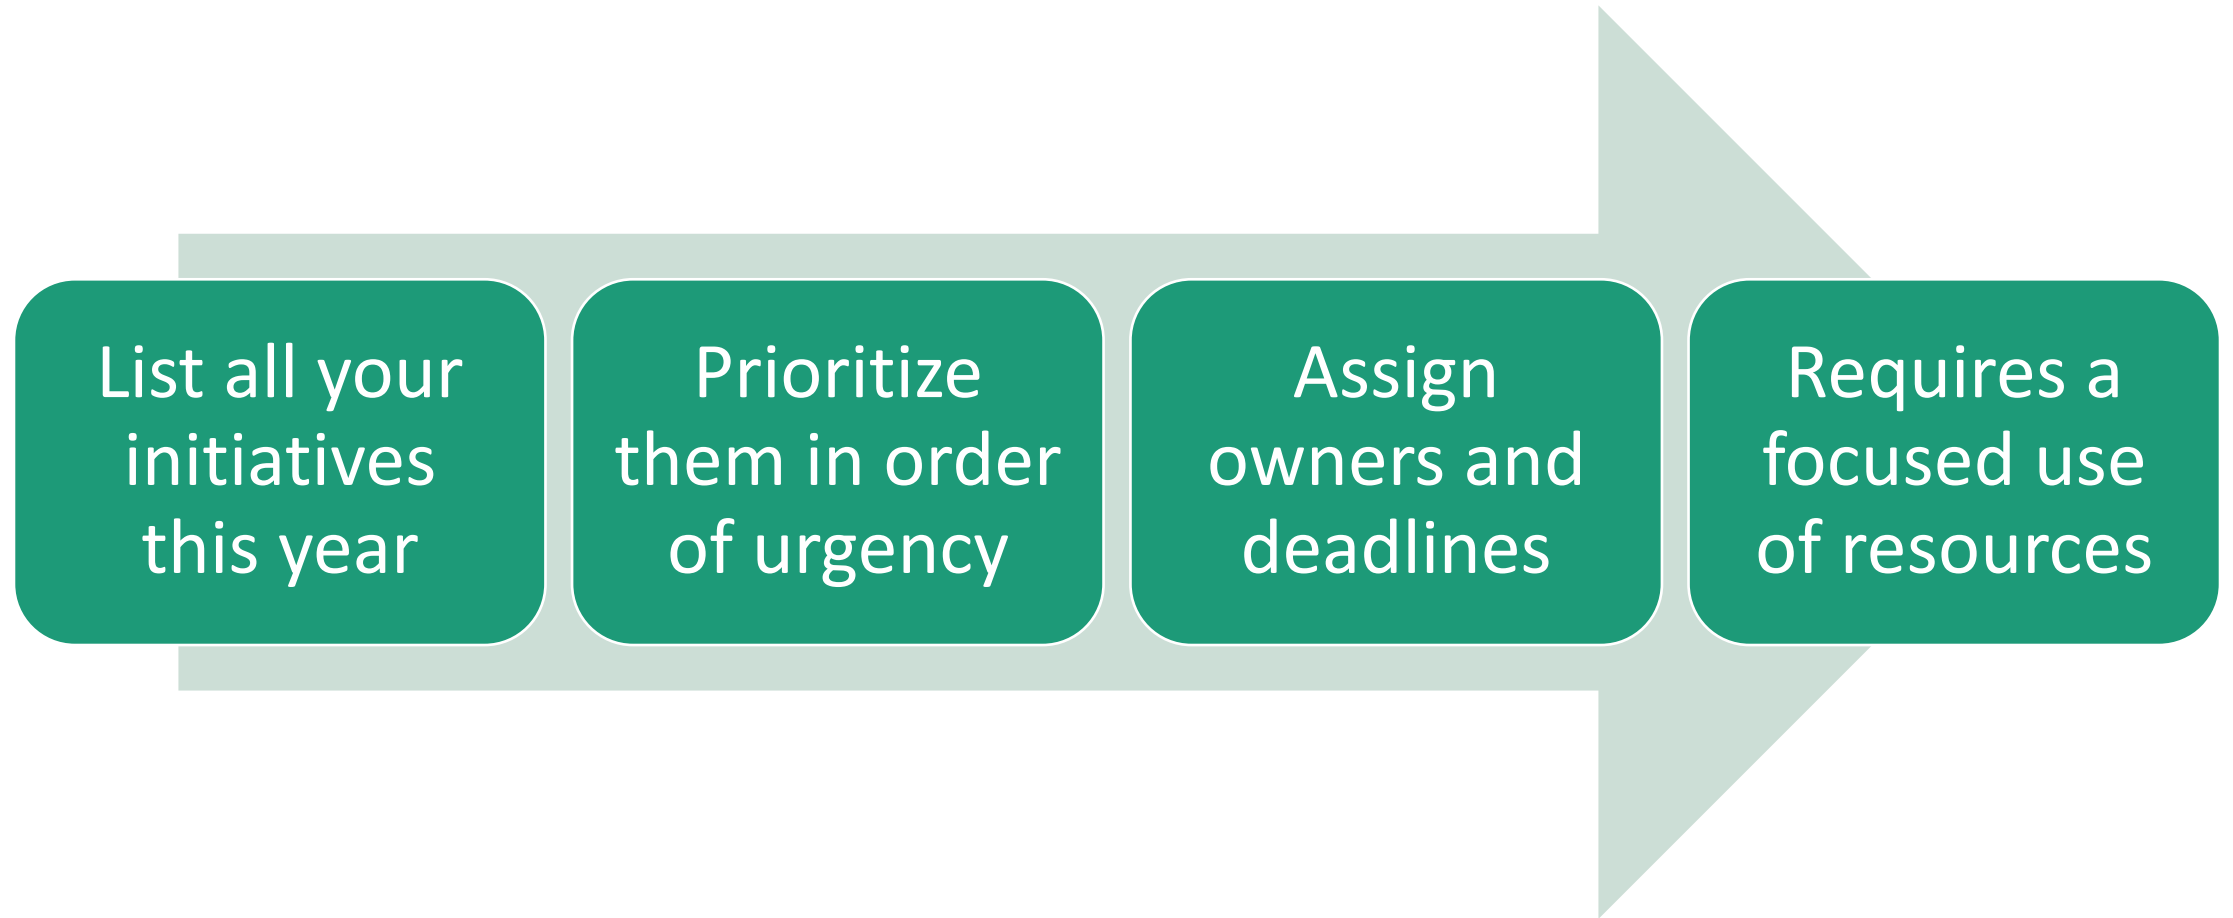 List all your
initiatives
this year
Prioritize
them in order
of urgency
Assign
owners and
deadlines
Requires a
focused use
of resources